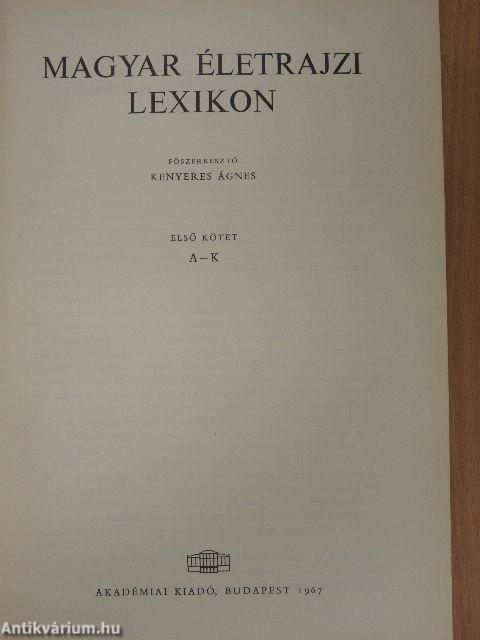 MAGYAR ÉLETRAJZI
LEXIKON
FŐSZERKESZTŐ
KENYERES ÁGNES
ELSŐ KÖTET
A–K
AKADÉMIAI KIADÓ, BUDAPEST 1967
Antikvárium.hu